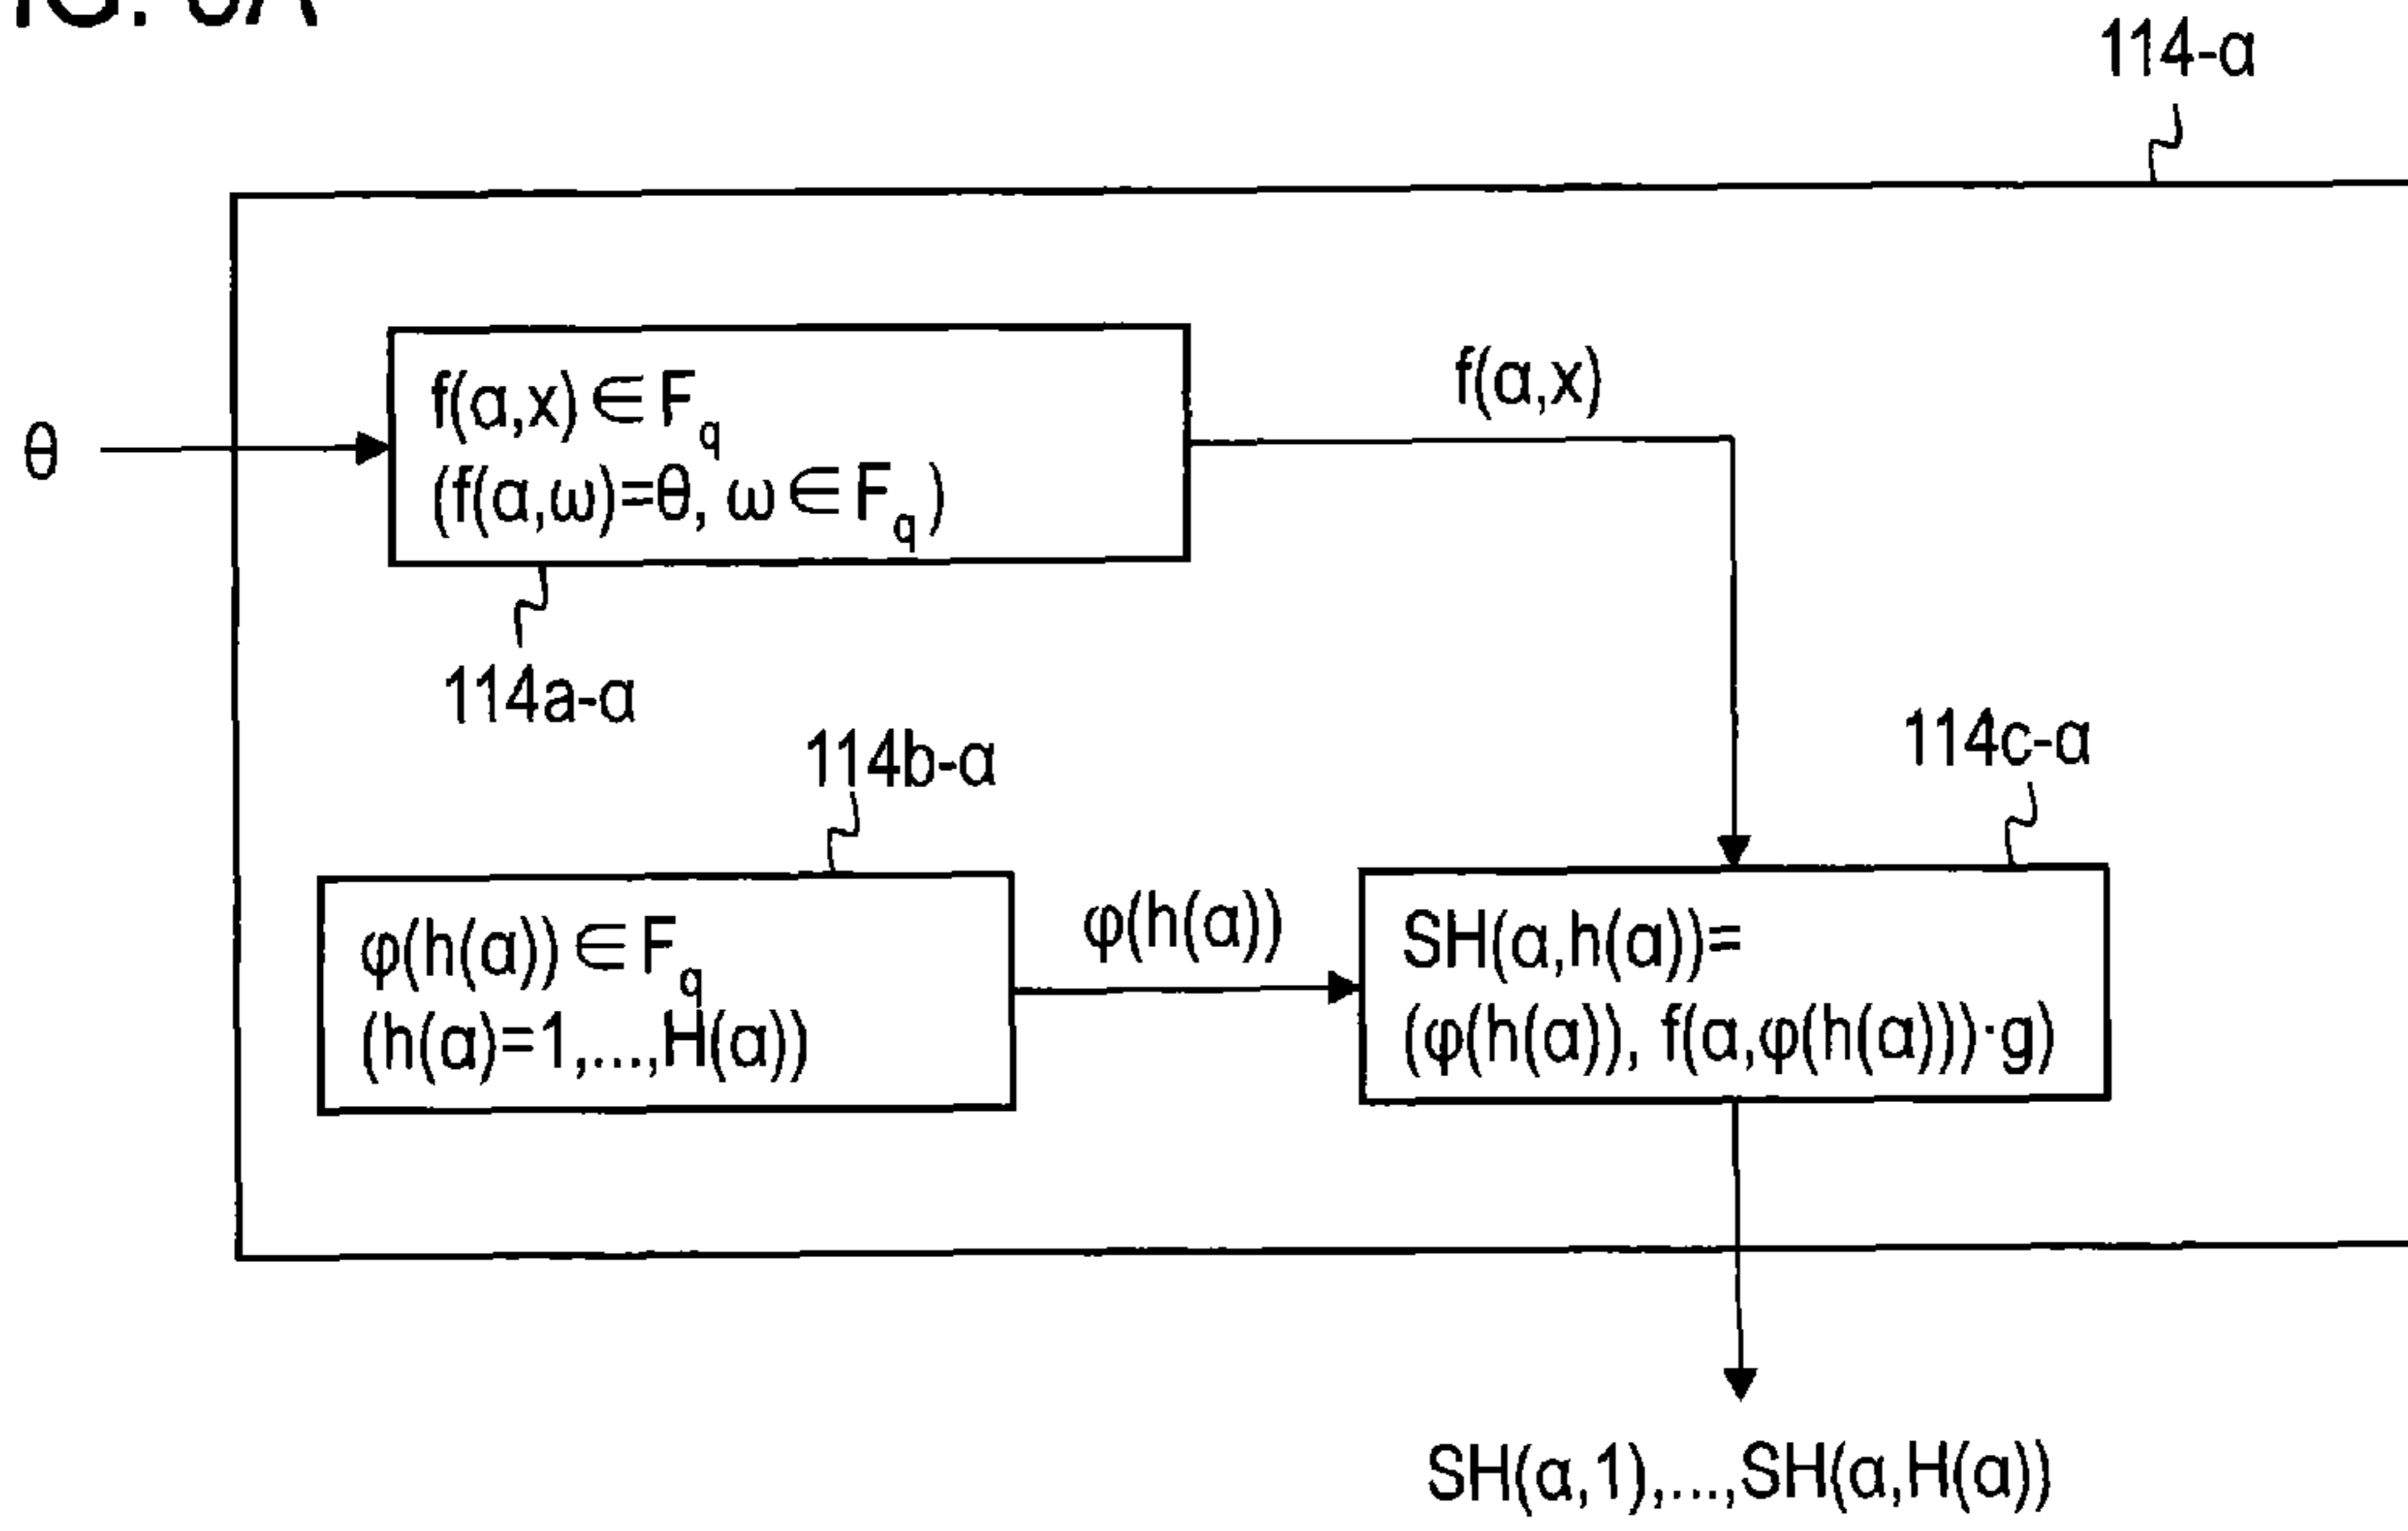 114-α
f(α,x)∈F_q
(f(α,ω)=θ, ω∈F_q)
f(α,x)
θ
114a-α
114b-α
114c-α
φ(h(α))∈F_q
(h(α)=1,...,H(α))
φ(h(α))
SH(α,h(α))=
(φ(h(α)), f(α,φ(h(α)))·g)
SH(α,1),...,SH(α,H(α))